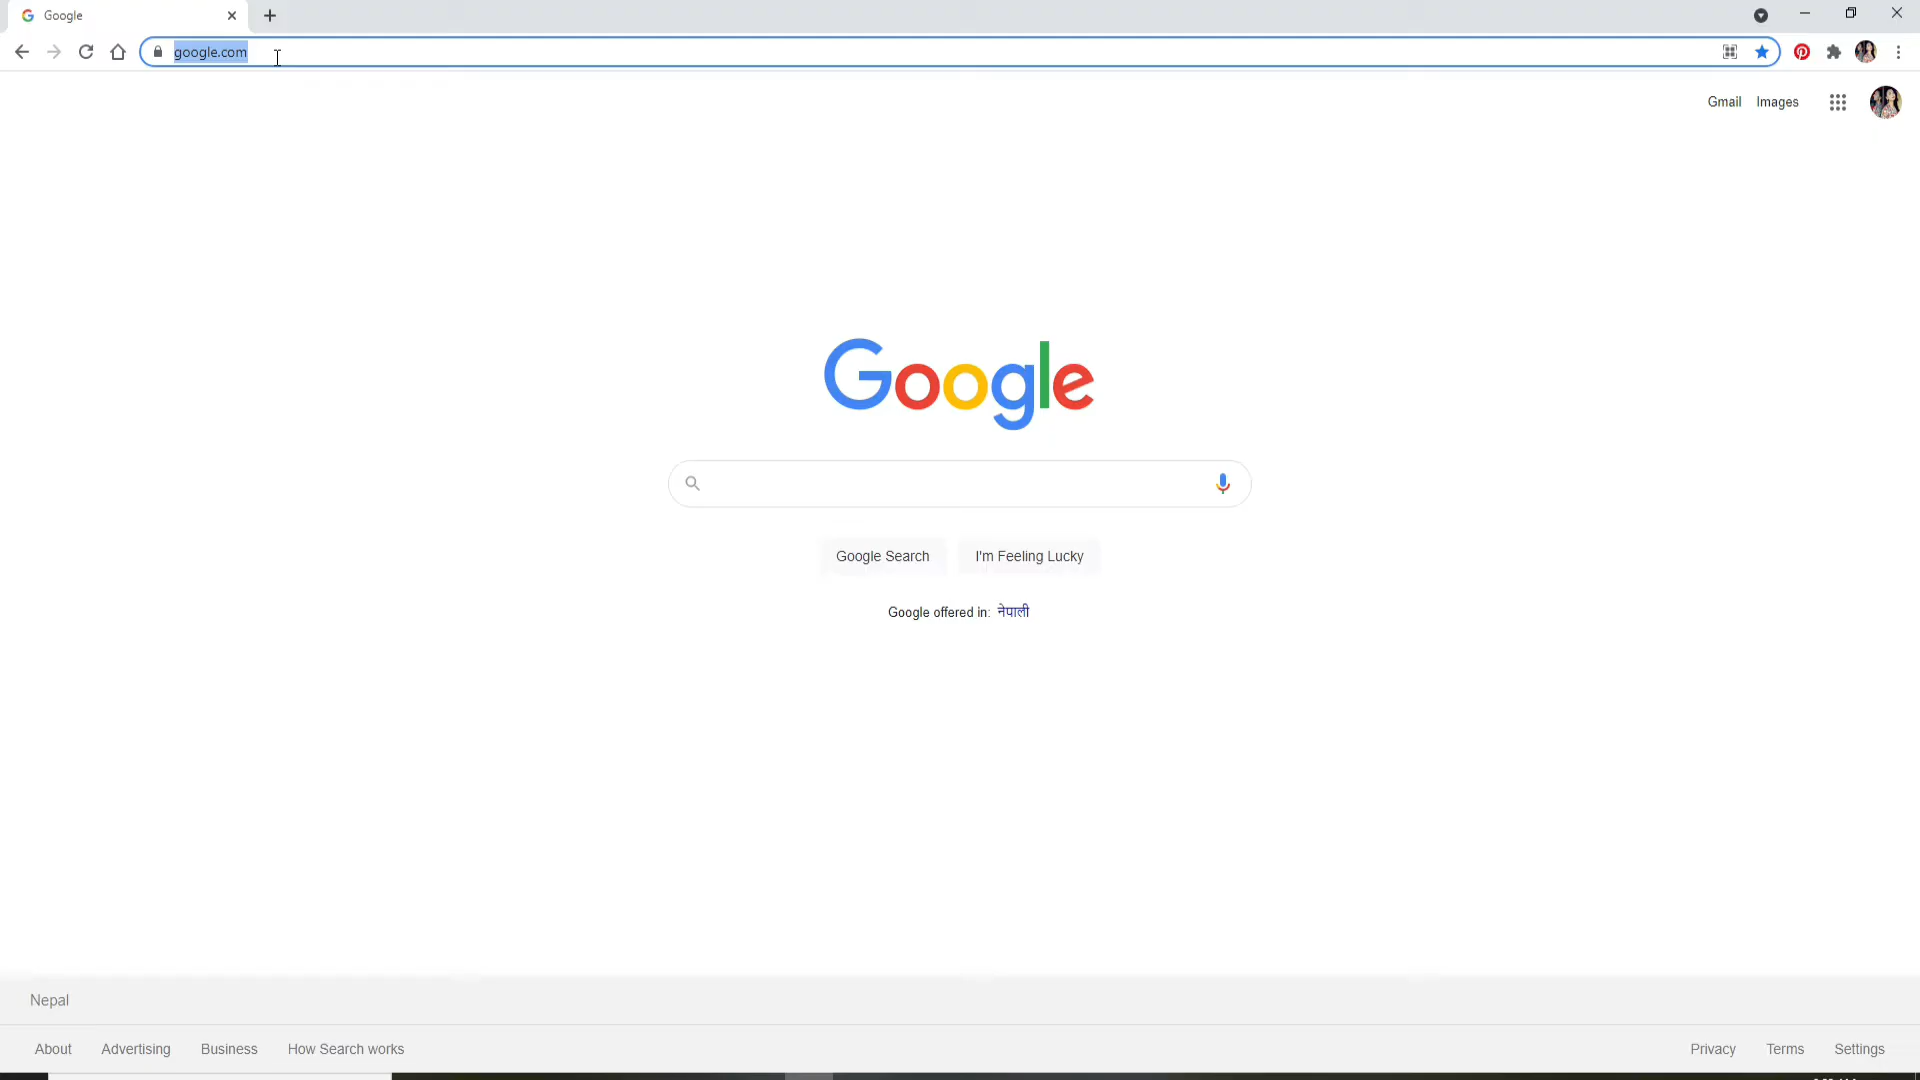 Google
google.com
Gmail Images
Google
Google Search I'm Feeling Lucky
Google offered in: नेपाली
Nepal
About Advertising Business How Search works Privacy Terms Settings